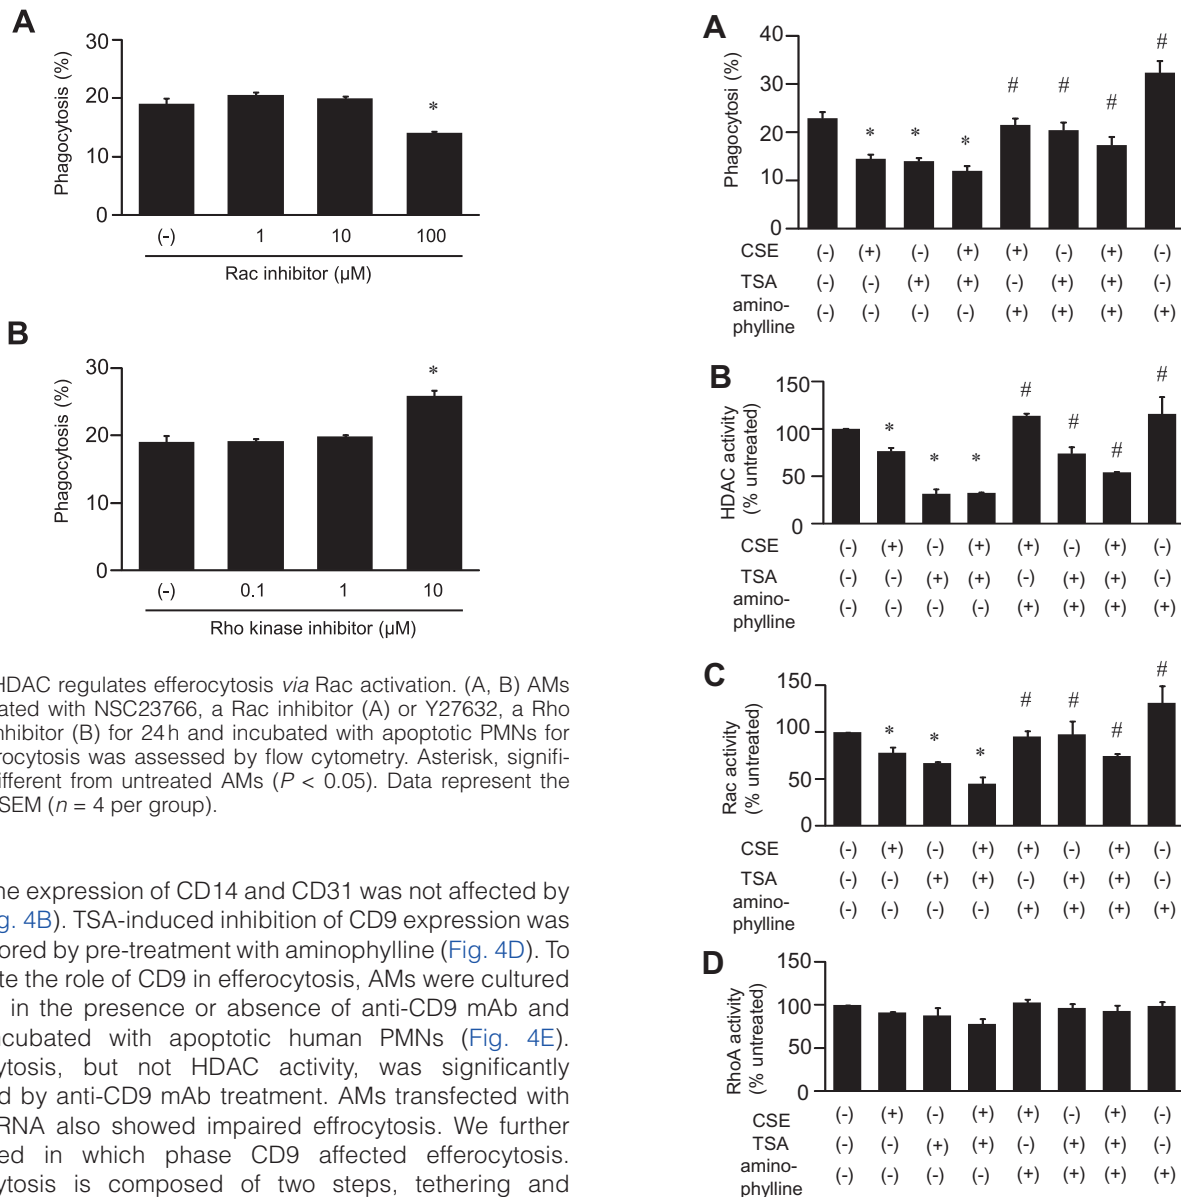 A
30
20
10
0
Phagocytosis (%)
*
(-) 1 10 100
Rac inhibitor (µM)
B
30
20
10
0
Phagocytosis (%)
*
(-) 0.1 1 10
Rho kinase inhibitor (µM)
HDAC regulates efferocytosis via Rac activation. (A, B) AMs
ated with NSC23766, a Rac inhibitor (A) or Y27632, a Rho
nhibitor (B) for 24 h and incubated with apoptotic PMNs for
rocytosis was assessed by flow cytometry. Asterisk, signifi-
ifferent from untreated AMs (P < 0.05). Data represent the
SEM (n = 4 per group).
ne expression of CD14 and CD31 was not affected by
g. 4B). TSA-induced inhibition of CD9 expression was
ored by pre-treatment with aminophylline (Fig. 4D). To
te the role of CD9 in efferocytosis, AMs were cultured
in the presence or absence of anti-CD9 mAb and
ncubated with apoptotic human PMNs (Fig. 4E).
ytosis, but not HDAC activity, was significantly
d by anti-CD9 mAb treatment. AMs transfected with
RNA also showed impaired effrocytosis. We further
ed in which phase CD9 affected efferocytosis.
ytosis is composed of two steps, tethering and
A
40
30
20
10
0
Phagocytosi (%)
* * * # # # #
CSE (-) (+) (-) (+) (+) (-) (+) (-)
TSA (-) (-) (+) (+) (-) (+) (+) (-)
amino-
phylline (-) (-) (-) (-) (+) (+) (+) (+)
B
150
100
50
0
HDAC activity
(% untreated)
* * * # # # #
CSE (-) (+) (-) (+) (+) (-) (+) (-)
TSA (-) (-) (+) (+) (-) (+) (+) (-)
amino-
phylline (-) (-) (-) (-) (+) (+) (+) (+)
C
150
100
50
0
Rac activity
(% untreated)
* * * # # # #
CSE (-) (+) (-) (+) (+) (-) (+) (-)
TSA (-) (-) (+) (+) (-) (+) (+) (-)
amino-
phylline (-) (-) (-) (-) (+) (+) (+) (+)
D
150
100
50
0
RhoA activity
(% untreated)
CSE (-) (+) (-) (+) (+) (-) (+) (-)
TSA (-) (-) (+) (+) (-) (+) (+) (-)
amino-
phylline (-) (-) (-) (-) (+) (+) (+) (+)